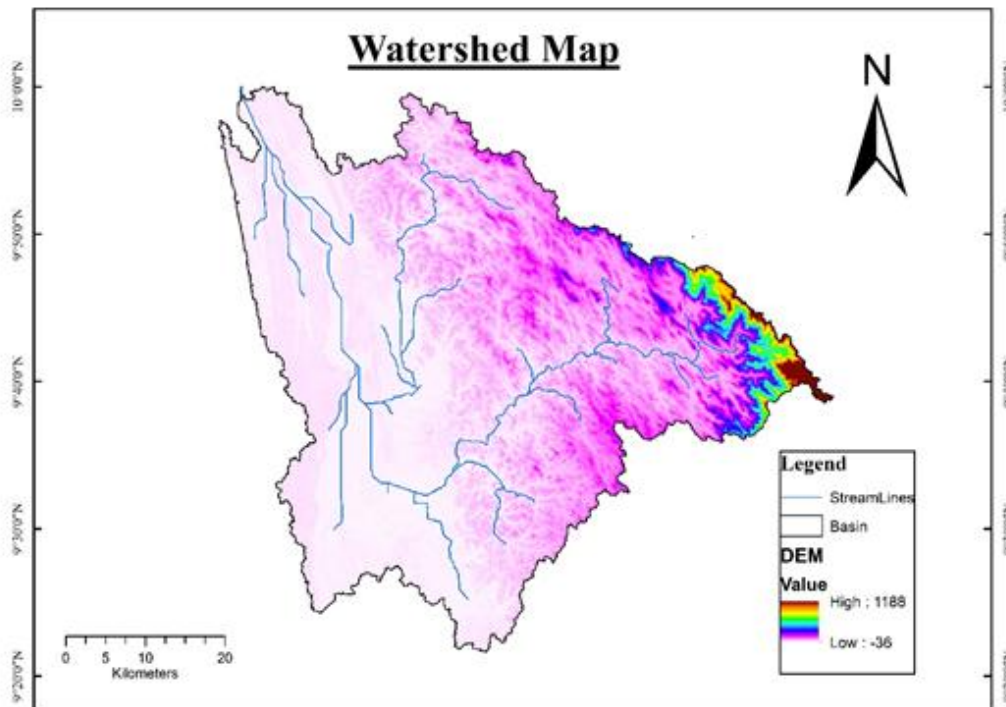 Watershed Map
N
10°0'0"N
9°50'0"N
9°40'0"N
9°30'0"N
9°20'0"N
Legend
StreamLines
Basin
DEM
Value
High : 1188
Low : -36
0 5 10 20
Kilometers